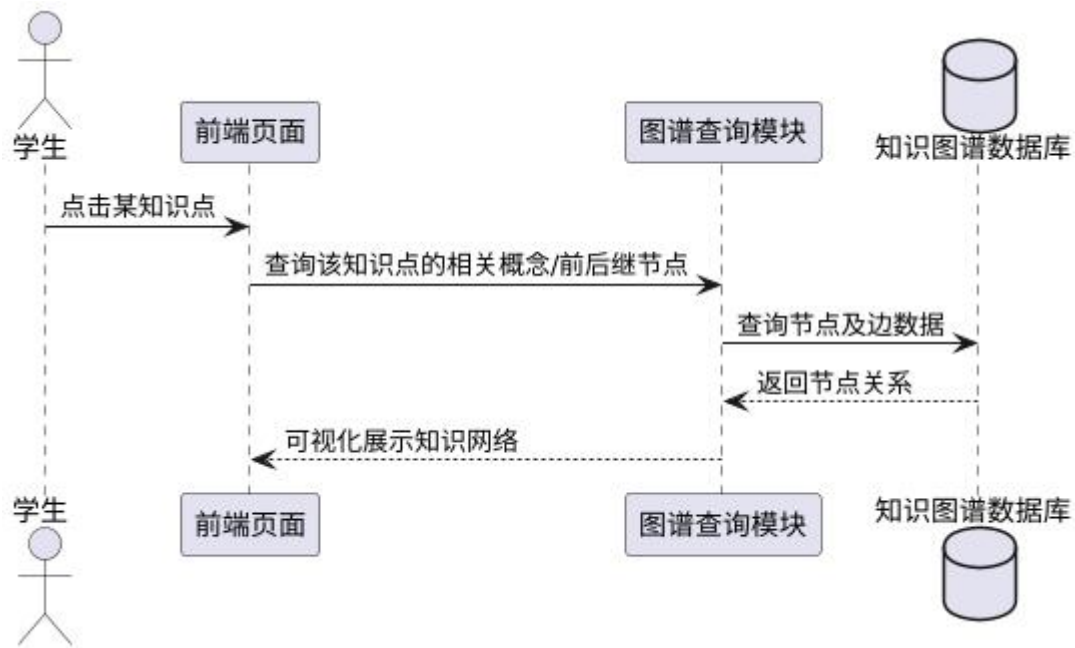 学生
前端页面
图谱查询模块
知识图谱数据库
点击某知识点
查询该知识点的相关概念/前后继节点
查询节点及边数据
返回节点关系
可视化展示知识网络
学生
前端页面
图谱查询模块
知识图谱数据库